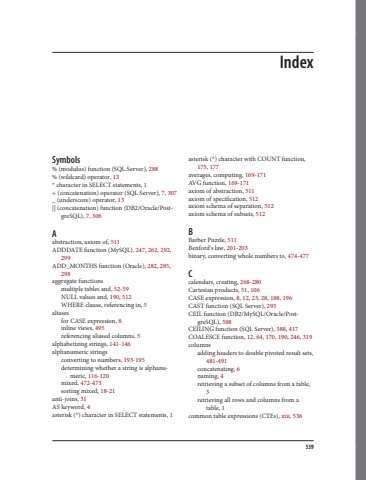 Index
Symbols
% (modulus) function (SQL Server), 288
% (wildcard) operator, 13
* character in SELECT statements, 1
+ (concatenation) operator (SQL Server), 7, 307
_ (underscore) operator, 13
|| (concatenation) function (DB2/Oracle/Post-
greSQL), 7, 306
A
abstraction, axiom of, 511
ADDDATE function (MySQL), 247, 262, 292,
299
ADD_MONTHS function (Oracle), 282, 285,
298
aggregate functions
multiple tables and, 52-59
NULL values and, 190, 512
WHERE clause, referencing in, 5
aliases
for CASE expression, 8
inline views, 495
referencing aliased columns, 5
alphabetizing strings, 141-146
alphanumeric strings
converting to numbers, 193-195
determining whether a string is alphanu-
meric, 116-120
mixed, 472-473
sorting mixed, 18-21
anti-joins, 31
AS keyword, 4
asterisk (*) character in SELECT statements, 1
asterisk (*) character with COUNT function,
175, 177
averages, computing, 169-171
AVG function, 169-171
axiom of abstraction, 511
axiom of specification, 512
axiom schema of separation, 512
axiom schema of subsets, 512
B
Barber Puzzle, 511
Benford's law, 201-203
binary, converting whole numbers to, 474-477
C
calendars, creating, 268-280
Cartesian products, 51, 106
CASE expression, 8, 12, 23, 28, 188, 196
CAST function (SQL Server), 295
CEIL function (DB2/MySQL/Oracle/Post-
greSQL), 388
CEILING function (SQL Server), 388, 417
COALESCE function, 12, 64, 170, 190, 246, 319
columns
adding headers to double pivoted result sets,
481-491
concatenating, 6
naming, 4
retrieving a subset of columns from a table,
3
retrieving all rows and columns from a
table, 1
common table expressions (CTEs), xiii, 536
539